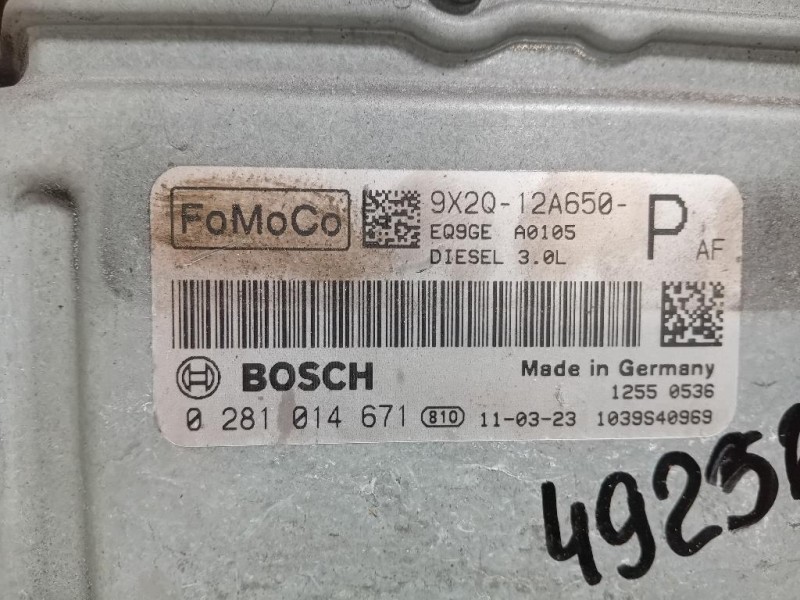 FoMoCo
9X2Q-12A650-
P
AF
EQ9GE A0105
DIESEL 3.0L
BOSCH
Made in Germany
1255 0536
0 281 014 671 810 11-03-23 1039S40969